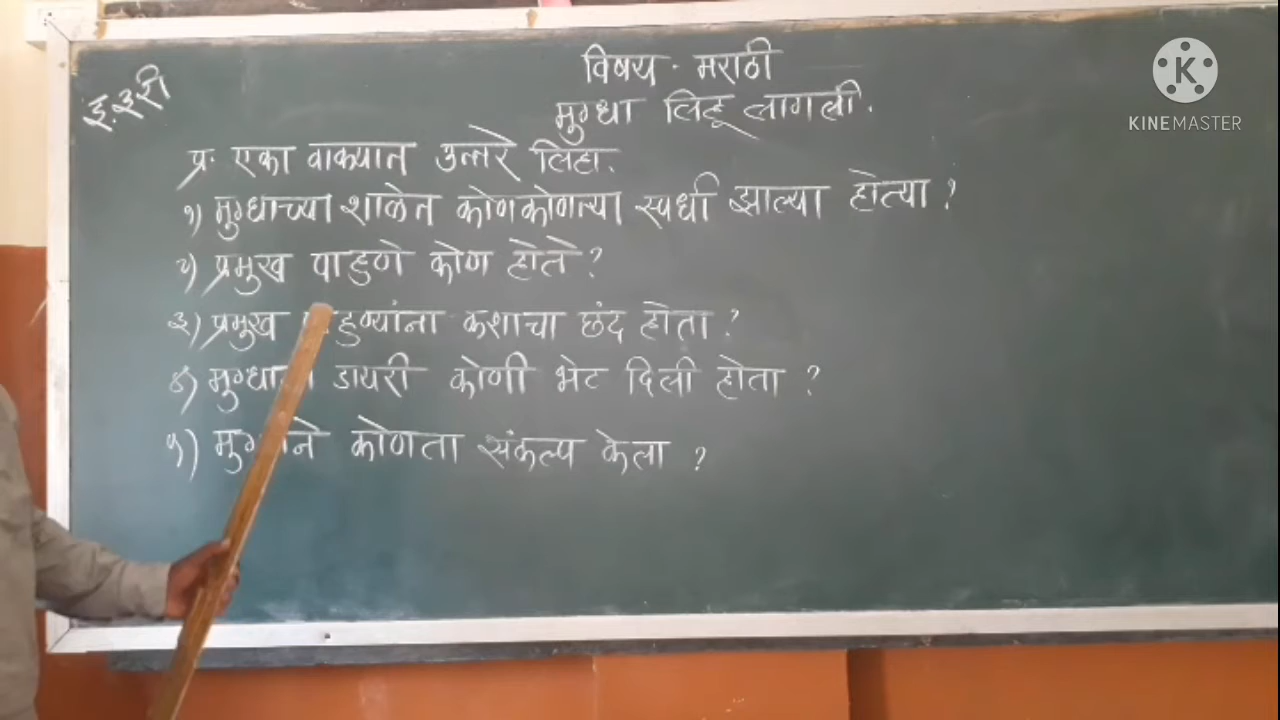 इ.३री
विषय - मराठी
मुग्धा लिहू लागली.
प्र. एका वाक्यात उत्तरे लिहा.
१) मुग्धाच्या शाळेत कोणकोणत्या स्पर्धा झाल्या होत्या ?
२) प्रमुख पाहुणे कोण होते ?
३) प्रमुख कशाचा छंद होता ?
४) डायरी कोणी भेट दिली होता ?
५) कोणता संकल्प केला ?
K
KINEMASTER